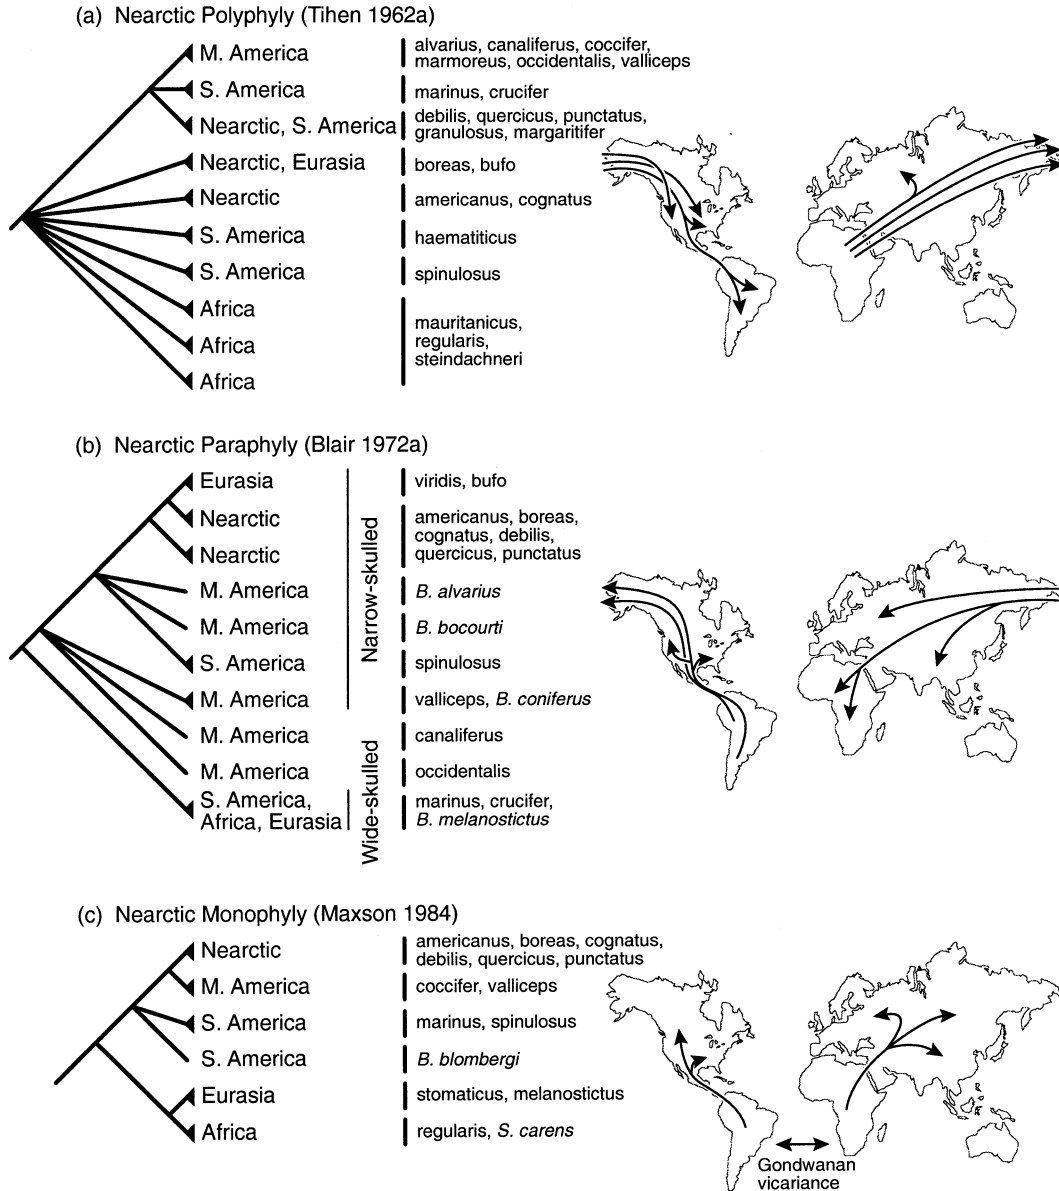 (a) Nearctic Polyphyly (Tihen 1962a)
M. America
alvarius, canaliferus, coccifer,
marmoreus, occidentalis, valliceps
S. America
marinus, crucifer
Nearctic, S. America
debilis, quercicus, punctatus,
granulosus, margaritifer
Nearctic, Eurasia
boreas, bufo
Nearctic
americanus, cognatus
S. America
haematiticus
S. America
spinulosus
Africa
Africa
Africa
mauritanicus,
regularis,
steindachneri
(b) Nearctic Paraphyly (Blair 1972a)
Eurasia
viridis, bufo
Nearctic
Nearctic
americanus, boreas,
cognatus, debilis,
quercicus, punctatus
M. America
B. alvarius
M. America
B. bocourti
S. America
spinulosus
M. America
valliceps, B. coniferus
M. America
canaliferus
M. America
occidentalis
S. America,
Africa, Eurasia
marinus, crucifer,
B. melanostictus
Narrow-skulled
Wide-skulled
(c) Nearctic Monophyly (Maxson 1984)
Nearctic
americanus, boreas, cognatus,
debilis, quercicus, punctatus
M. America
coccifer, valliceps
S. America
marinus, spinulosus
S. America
B. blombergi
Eurasia
stomaticus, melanostictus
Africa
regularis, S. carens
Gondwanan
vicariance